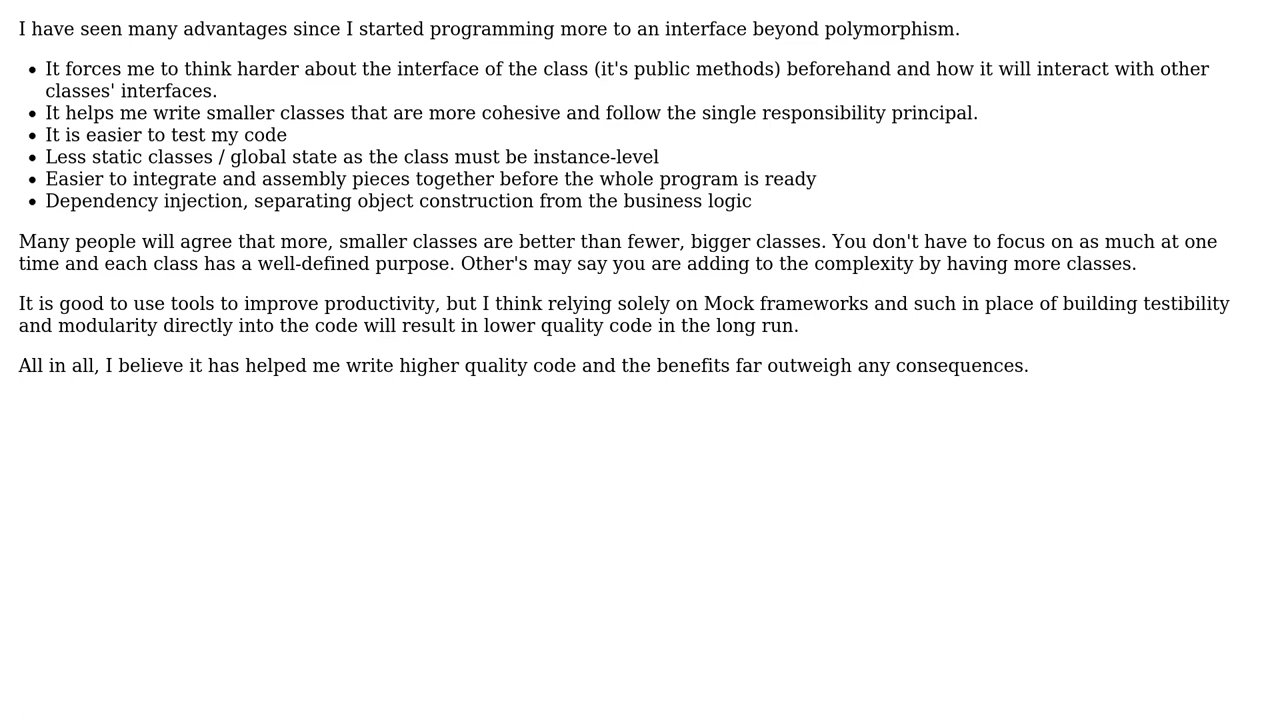 I have seen many advantages since I started programming more to an interface beyond polymorphism.
• It forces me to think harder about the interface of the class (it's public methods) beforehand and how it will interact with other
classes' interfaces.
• It helps me write smaller classes that are more cohesive and follow the single responsibility principal.
• It is easier to test my code
• Less static classes / global state as the class must be instance-level
• Easier to integrate and assembly pieces together before the whole program is ready
• Dependency injection, separating object construction from the business logic
Many people will agree that more, smaller classes are better than fewer, bigger classes. You don't have to focus on as much at one
time and each class has a well-defined purpose. Other's may say you are adding to the complexity by having more classes.
It is good to use tools to improve productivity, but I think relying solely on Mock frameworks and such in place of building testibility
and modularity directly into the code will result in lower quality code in the long run.
All in all, I believe it has helped me write higher quality code and the benefits far outweigh any consequences.